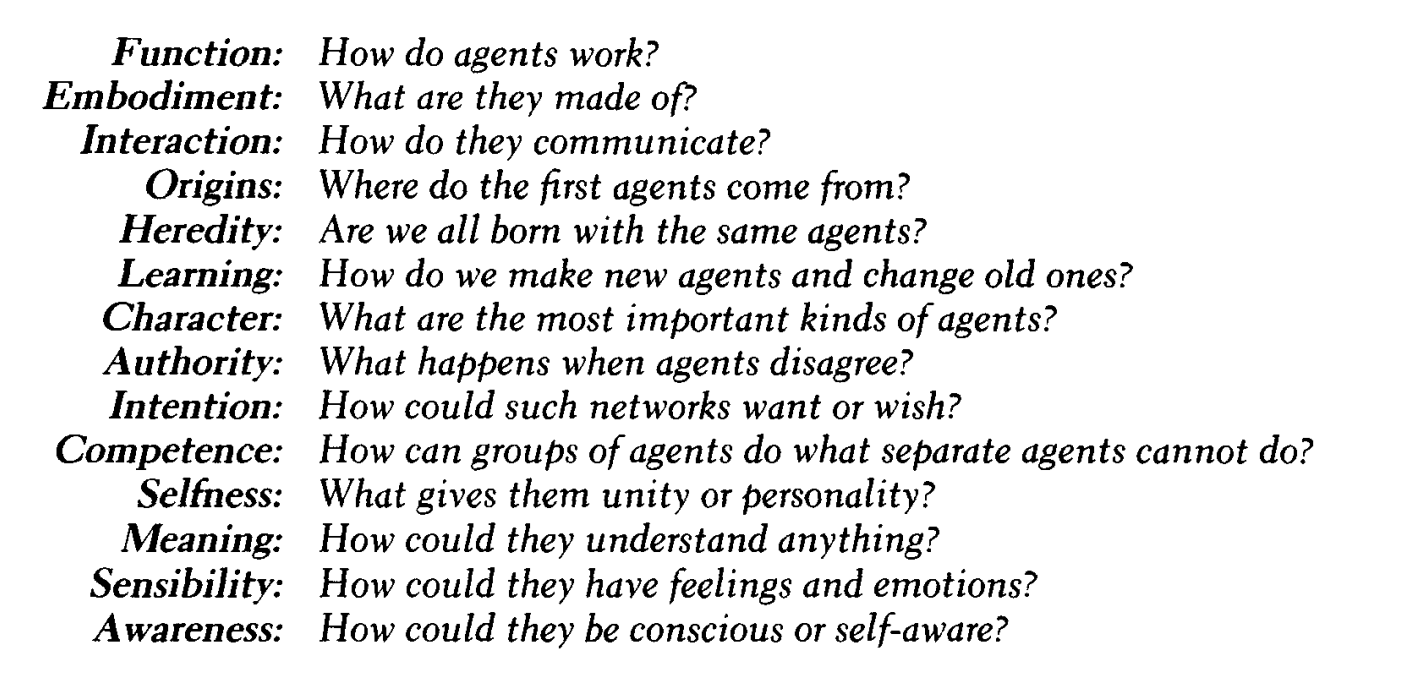 Function: How do agents work?
Embodiment: What are they made of?
Interaction: How do they communicate?
Origins: Where do the first agents come from?
Heredity: Are we all born with the same agents?
Learning: How do we make new agents and change old ones?
Character: What are the most important kinds of agents?
Authority: What happens when agents disagree?
Intention: How could such networks want or wish?
Competence: How can groups of agents do what separate agents cannot do?
Selfness: What gives them unity or personality?
Meaning: How could they understand anything?
Sensibility: How could they have feelings and emotions?
Awareness: How could they be conscious or self-aware?